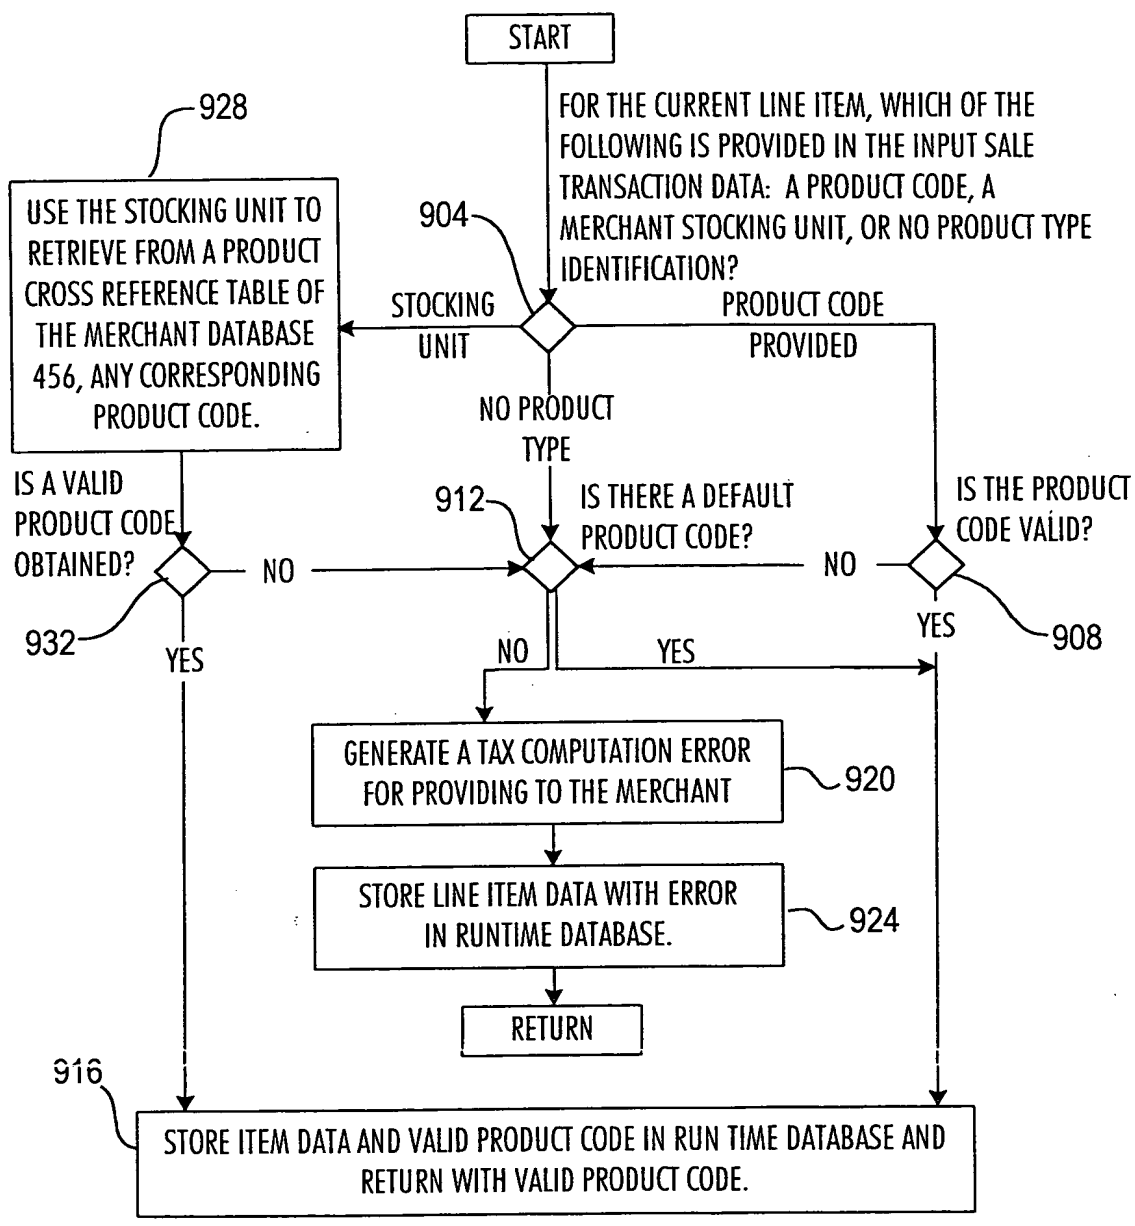 START
FOR THE CURRENT LINE ITEM, WHICH OF THE
FOLLOWING IS PROVIDED IN THE INPUT SALE
TRANSACTION DATA: A PRODUCT CODE, A
MERCHANT STOCKING UNIT, OR NO PRODUCT TYPE
IDENTIFICATION?
928
USE THE STOCKING UNIT TO
RETRIEVE FROM A PRODUCT
CROSS REFERENCE TABLE OF
THE MERCHANT DATABASE
456, ANY CORRESPONDING
PRODUCT CODE.
904
STOCKING
UNIT
PRODUCT CODE
PROVIDED
NO PRODUCT
TYPE
IS A VALID
PRODUCT CODE
OBTAINED?
912
IS THERE A DEFAULT
PRODUCT CODE?
IS THE PRODUCT
CODE VALID?
NO
NO
932
YES
YES
908
NO
YES
GENERATE A TAX COMPUTATION ERROR
FOR PROVIDING TO THE MERCHANT
920
STORE LINE ITEM DATA WITH ERROR
IN RUNTIME DATABASE.
924
RETURN
916
STORE ITEM DATA AND VALID PRODUCT CODE IN RUN TIME DATABASE AND
RETURN WITH VALID PRODUCT CODE.